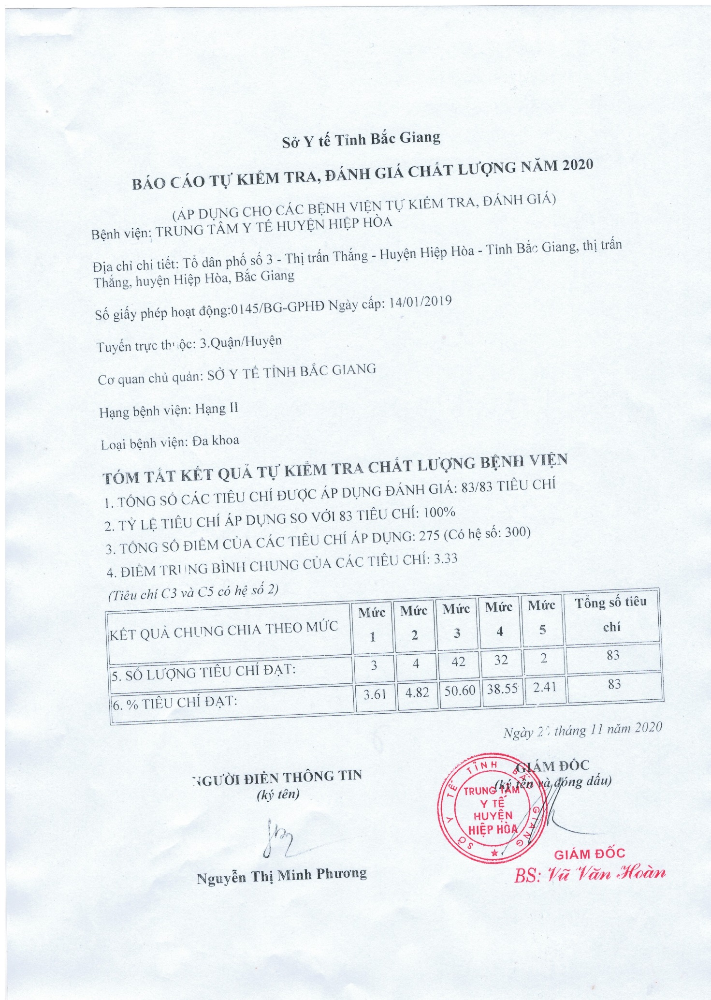 Sở Y tế Tỉnh Bắc Giang
BÁO CÁO TỰ KIỂM TRA, ĐÁNH GIÁ CHẤT LƯỢNG NĂM 2020
(ÁP DỤNG CHO CÁC BỆNH VIỆN TỰ KIỂM TRA, ĐÁNH GIÁ)
Bệnh viện: TRUNG TÂM Y TẾ HUYỆN HIỆP HÒA
Địa chỉ chi tiết: Tổ dân phố số 3 - Thị trấn Thắng - Huyện Hiệp Hòa - Tỉnh Bắc Giang, thị trấn
Thắng, huyện Hiệp Hòa, Bắc Giang
Số giấy phép hoạt động:0145/BG-GPHĐ Ngày cấp: 14/01/2019
Tuyến trực thuộc: 3.Quận/Huyện
Cơ quan chủ quản: SỞ Y TẾ TỈNH BẮC GIANG
Hạng bệnh viện: Hạng II
Loại bệnh viện: Đa khoa
TÓM TẮT KẾT QUẢ TỰ KIỂM TRA CHẤT LƯỢNG BỆNH VIỆN
1. TỔNG SỐ CÁC TIÊU CHÍ ĐƯỢC ÁP DỤNG ĐÁNH GIÁ: 83/83 TIÊU CHÍ
2. TỶ LỆ TIÊU CHÍ ÁP DỤNG SO VỚI 83 TIÊU CHÍ: 100%
3. TỔNG SỐ ĐIỂM CỦA CÁC TIÊU CHÍ ÁP DỤNG: 275 (Có hệ số: 300)
4. ĐIỂM TRUNG BÌNH CHUNG CỦA CÁC TIÊU CHÍ: 3.33
(Tiêu chí C3 và C5 có hệ số 2)
KẾT QUẢ CHUNG CHIA THEO MỨC Mức 1 Mức 2 Mức 3 Mức 4 Mức 5 Tổng số tiêu chí
5. SỐ LƯỢNG TIÊU CHÍ ĐẠT: 3 4 42 32 2 83
6. % TIÊU CHÍ ĐẠT: 3.61 4.82 50.60 38.55 2.41 83
Ngày tháng 11 năm 2020
NGƯỜI ĐIỀN THÔNG TIN
(ký tên)
Nguyễn Thị Minh Phương
GIÁM ĐỐC
(ký tên và đóng dấu)
SỞ Y TẾ TỈNH BẮC GIANG
TRUNG TÂM
Y TẾ
HUYỆN
HIỆP HÒA
GIÁM ĐỐC
BS: Vũ Văn Hoàn